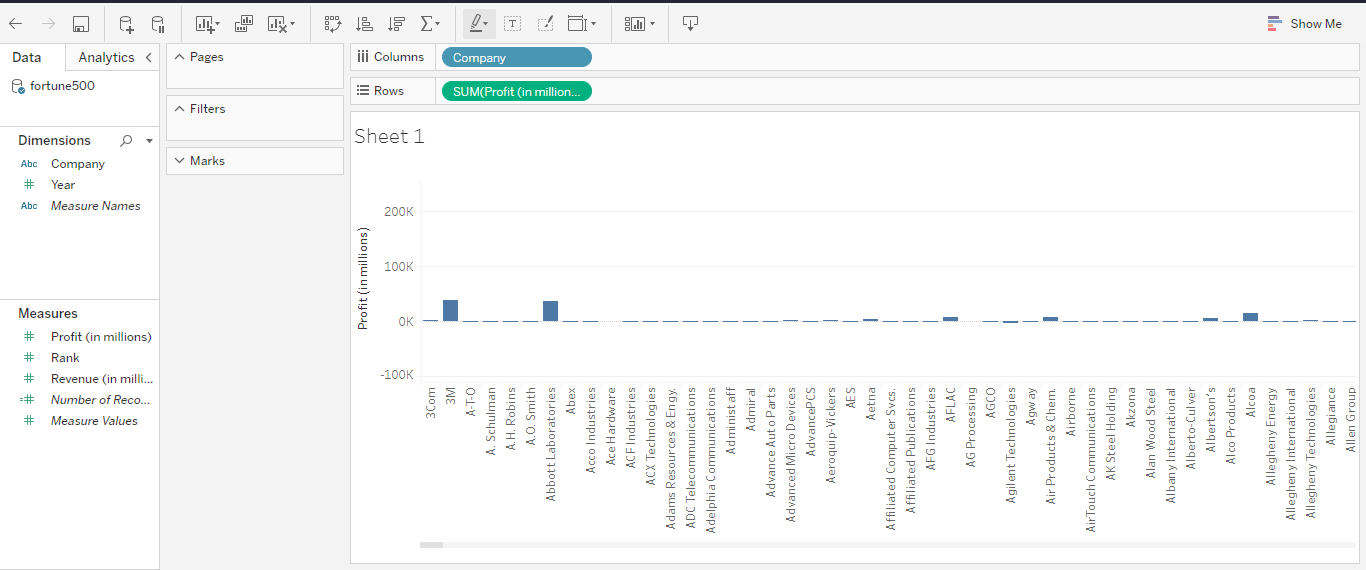 Show Me
Data
Analytics
Pages
Columns
Company
fortune500
Rows
SUM(Profit (in million...
Filters
Sheet 1
Dimensions
Marks
Abc Company
Year
Abc Measure Names
Measures
Profit (in millions)
Rank
Revenue (in milli...
Number of Reco...
Measure Values
Profit (in millions)
200K
100K
0K
-100K
3Com
3M
A-T-O
A. Schulman
A.H. Robins
A.O. Smith
Abbott Laboratories
Abex
Acco Industries
Ace Hardware
ACF Industries
ACX Technologies
Adams Resources & Engy.
ADC Telecommunications
Adelphia Communications
Administaff
Admiral
Advance Auto Parts
Advanced Micro Devices
AdvancePCS
Aeroquip-Vickers
AES
Aetna
Affiliated Computer Svcs.
Affiliated Publications
AFG Industries
AFLAC
AG Processing
AGCO
Agilent Technologies
Agway
Air Products & Chem.
Airborne
AirTouch Communications
AK Steel Holding
Akzona
Alan Wood Steel
Albany International
Alberto-Culver
Albertson's
Alco Products
Alcoa
Allegheny Energy
Allegheny International
Allegheny Technologies
Allegiance
Allen Group